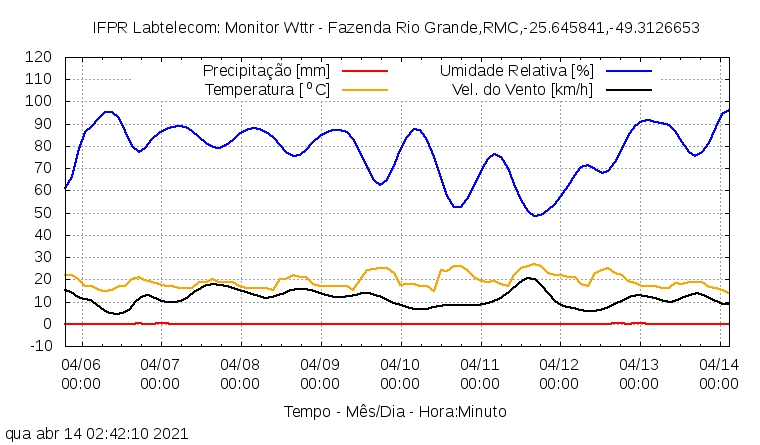 IFPR Labtelecom: Monitor Wttr - Fazenda Rio Grande,RMC,-25.645841,-49.3126653
120
110
100
90
80
70
60
50
40
30
20
10
0
-10
Precipitação [mm]
Temperatura [⁰C]
Umidade Relativa [%]
Vel. do Vento [km/h]
04/06 04/07 04/08 04/09 04/10 04/11 04/12 04/13 04/14
00:00 00:00 00:00 00:00 00:00 00:00 00:00 00:00 00:00
Tempo - Mês/Dia - Hora:Minuto
qua abr 14 02:42:10 2021